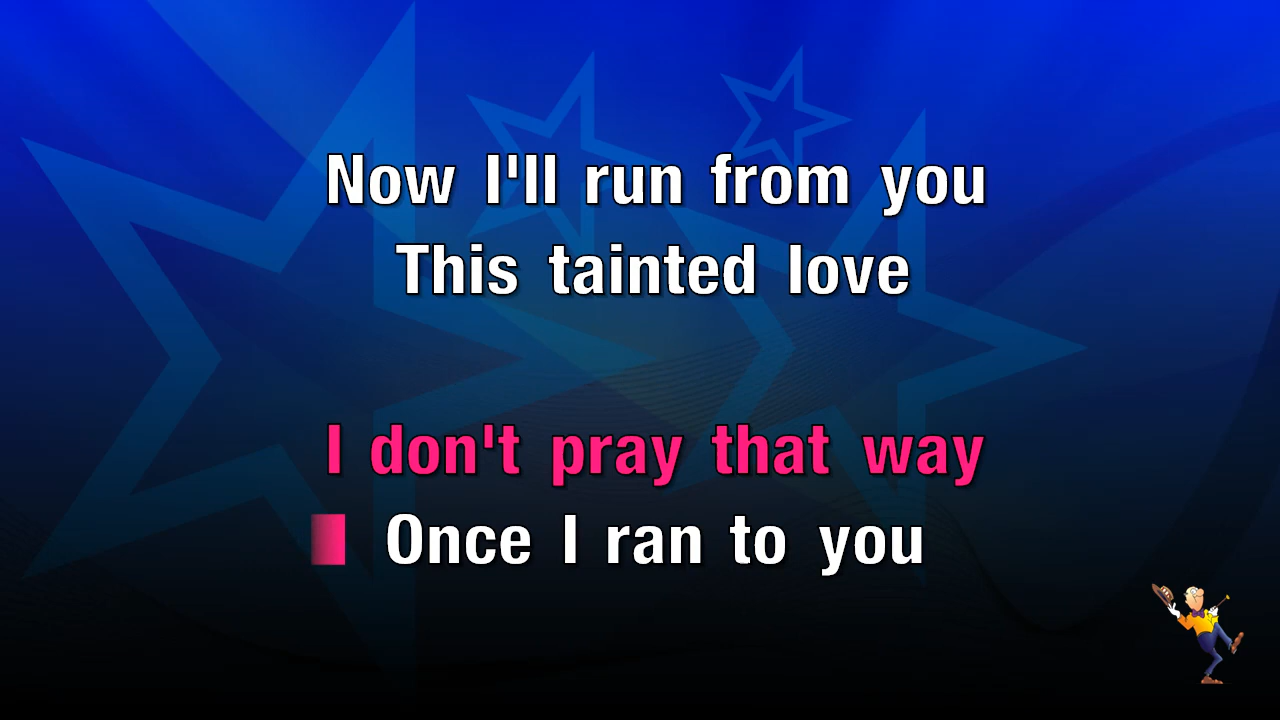 Now I'll run from you
This tainted love
I don't pray that way
Once I ran to you